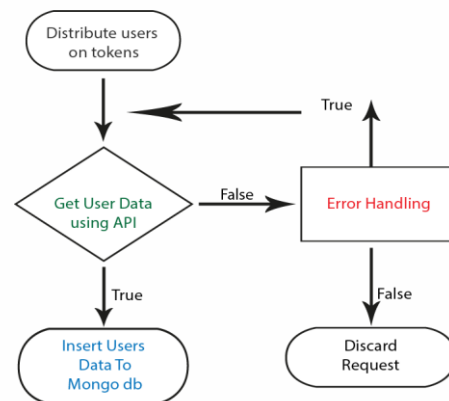 Distribute users
on tokens
True
Get User Data
using API
False
Error Handling
True
False
Insert Users
Data To
Mongo db
Discard
Request